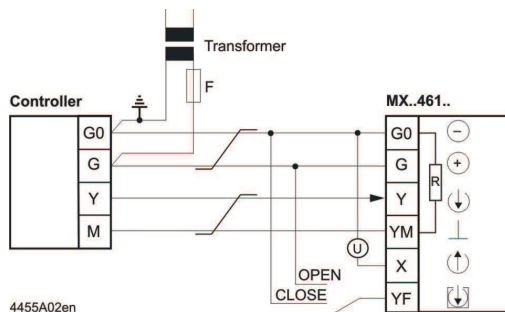 Transformer
F
Controller
MX..461..
G0
G
Y
M
G0
G
Y
YM
X
YF
R
U
OPEN
CLOSE
4455A02en